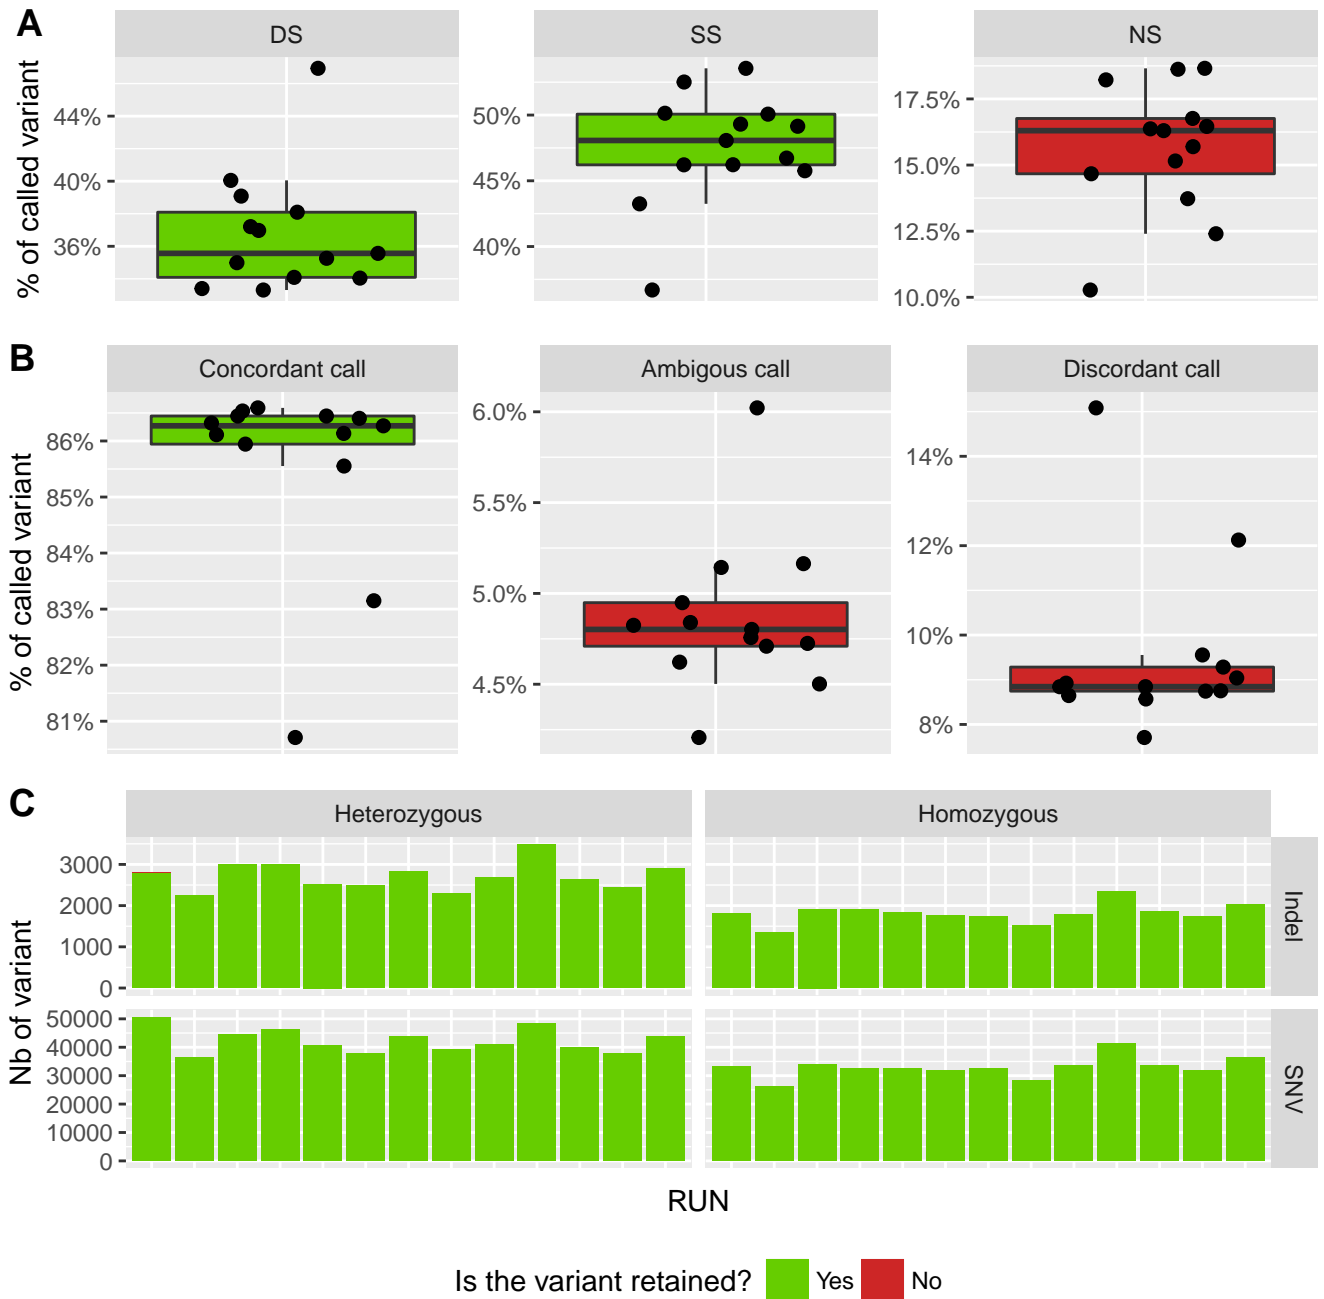 A
DS
SS
NS
% of called variant
44%
40%
36%
50%
45%
40%
17.5%
15.0%
12.5%
10.0%
B
Concordant call
Ambigous call
Discordant call
% of called variant
86%
85%
84%
83%
82%
81%
6.0%
5.5%
5.0%
4.5%
14%
12%
10%
8%
C
Heterozygous
Homozygous
Nb of variant
3000
2000
1000
0
Indel
50000
40000
30000
20000
10000
0
SNV
RUN
Is the variant retained? Yes No